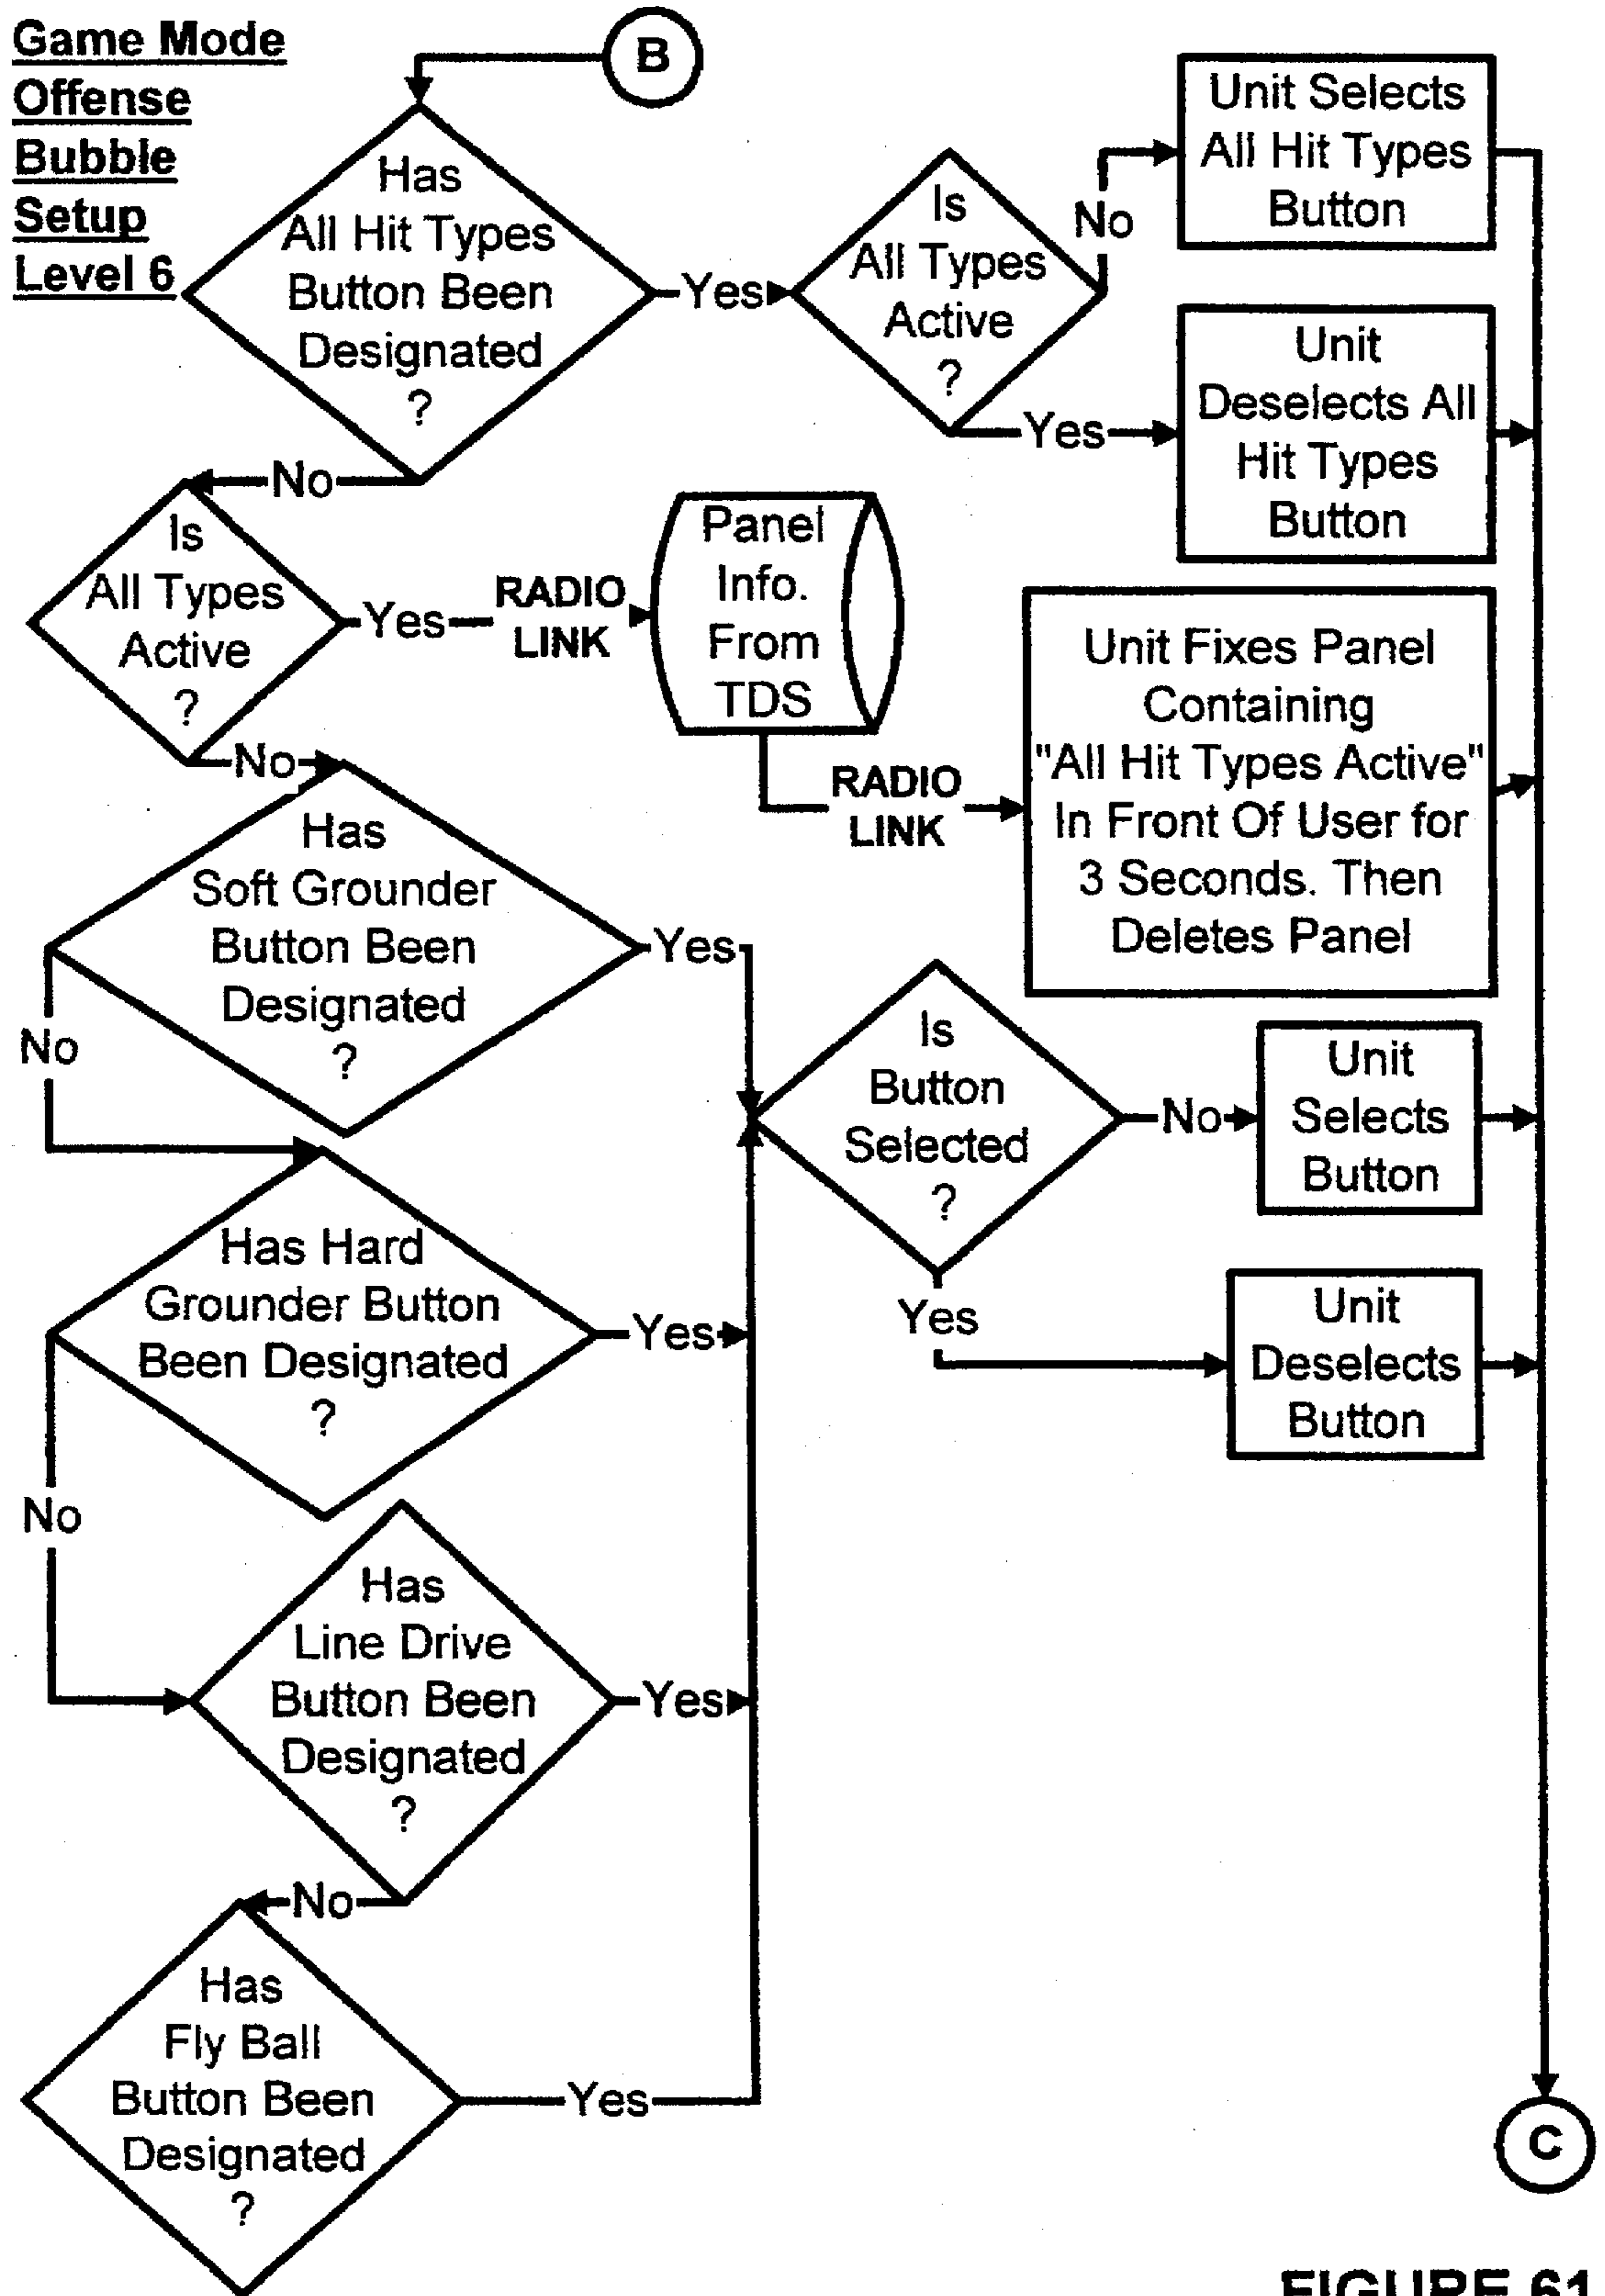 Game Mode
Offense
Bubble
Setup
Level 6
B
Has
All Hit Types
Button Been
Designated
?
Yes
Is
All Types
Active
?
No
Unit Selects
All Hit Types
Button
Yes
Unit
Deselects All
Hit Types
Button
No
Is
All Types
Active
?
Yes
RADIO
LINK
Panel
Info.
From
TDS
RADIO
LINK
Unit Fixes Panel
Containing
"All Hit Types Active"
In Front Of User for
3 Seconds. Then
Deletes Panel
No
Has
Soft Grounder
Button Been
Designated
?
Yes
No
Is
Button
Selected
?
No
Unit
Selects
Button
Yes
Unit
Deselects
Button
Has Hard
Grounder Button
Been Designated
?
Yes
No
Has
Line Drive
Button Been
Designated
?
Yes
No
Has
Fly Ball
Button Been
Designated
?
Yes
C
FIGURE 61